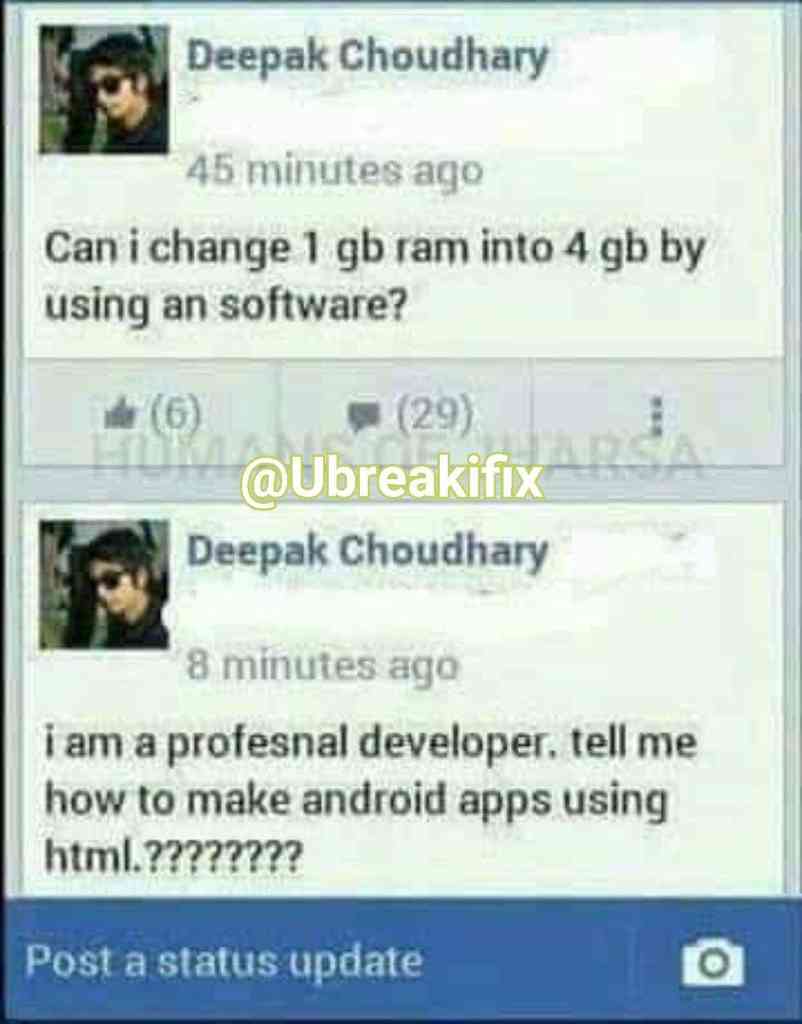 Deepak Choudhary
45 minutes ago
Can i change 1 gb ram into 4 gb by
using an software?
(6) (29)
HUMANS OF JHARSA
@Ubreakifix
Deepak Choudhary
8 minutes ago
i am a profesnal developer. tell me
how to make android apps using
html.????????
Post a status update